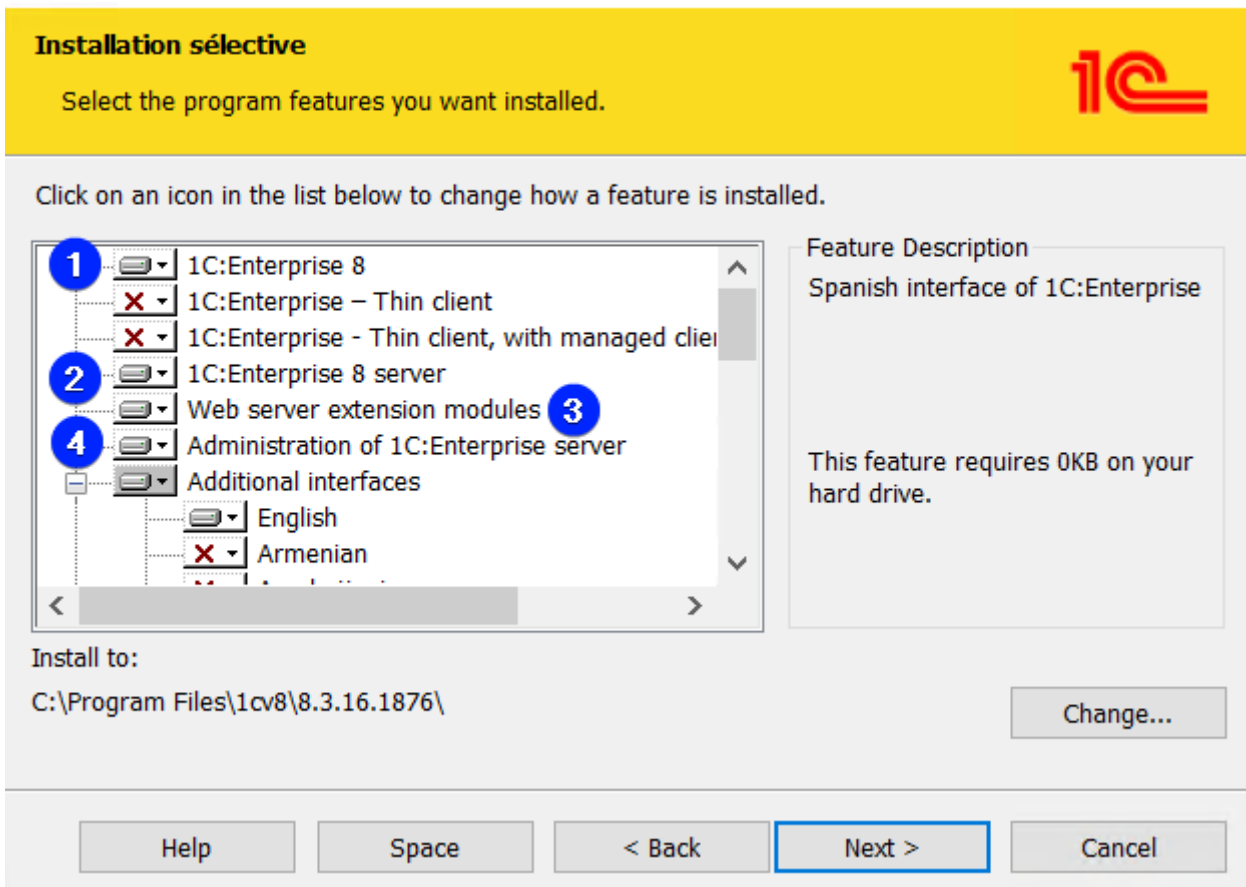 Installation sélective
Select the program features you want installed.
1C
Click on an icon in the list below to change how a feature is installed.
1
1C:Enterprise 8
1C:Enterprise – Thin client
1C:Enterprise - Thin client, with managed
2
1C:Enterprise 8 server
Web server extension modules
3
4
Administration of 1C:Enterprise server
Additional interfaces
English
Armenian
Feature Description
Spanish interface of 1C:Enterprise
This feature requires 0KB on your
hard drive.
Install to:
C:\Program Files\1cv8\8.3.16.1876\
Change...
Help
Space
< Back
Next >
Cancel